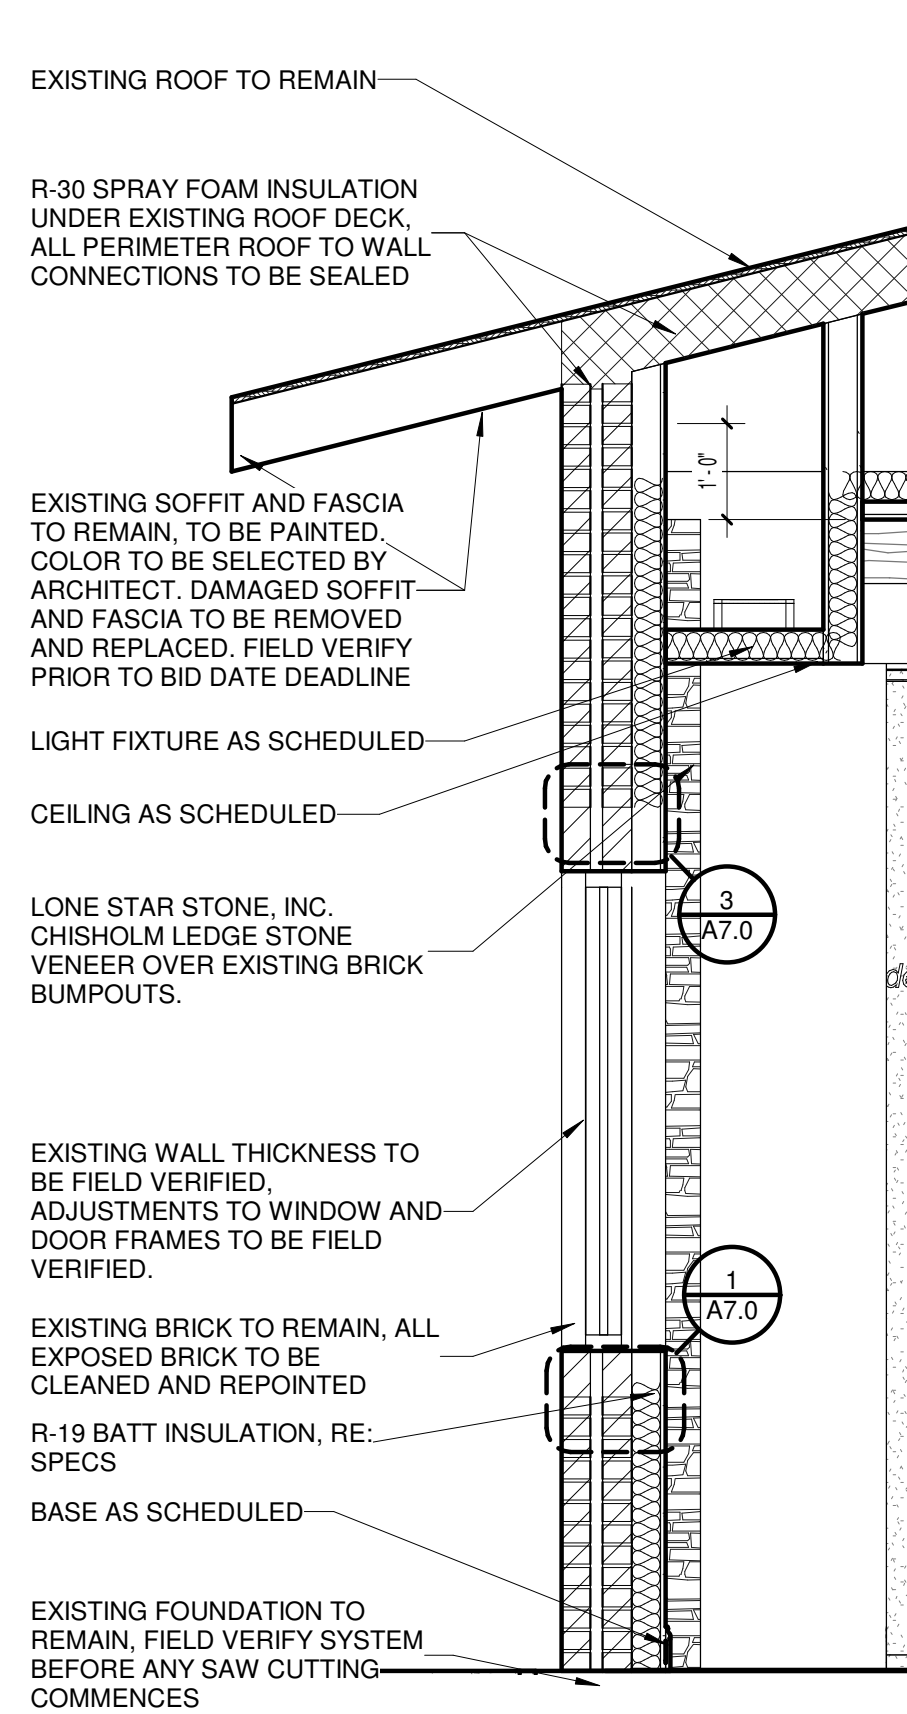 EXISTING ROOF TO REMAIN
R-30 SPRAY FOAM INSULATION
UNDER EXISTING ROOF DECK,
ALL PERIMETER ROOF TO WALL
CONNECTIONS TO BE SEALED
1' - 0"
EXISTING SOFFIT AND FASCIA
TO REMAIN, TO BE PAINTED.
COLOR TO BE SELECTED BY
ARCHITECT. DAMAGED SOFFIT
AND FASCIA TO BE REMOVED
AND REPLACED. FIELD VERIFY
PRIOR TO BID DATE DEADLINE
LIGHT FIXTURE AS SCHEDULED
CEILING AS SCHEDULED
LONE STAR STONE, INC.
CHISHOLM LEDGE STONE
VENEER OVER EXISTING BRICK
BUMPOUTS.
3
A7.0
EXISTING WALL THICKNESS TO
BE FIELD VERIFIED,
ADJUSTMENTS TO WINDOW AND
DOOR FRAMES TO BE FIELD
VERIFIED.
1
A7.0
EXISTING BRICK TO REMAIN, ALL
EXPOSED BRICK TO BE
CLEANED AND REPOINTED
R-19 BATT INSULATION, RE:
SPECS
BASE AS SCHEDULED
EXISTING FOUNDATION TO
REMAIN, FIELD VERIFY SYSTEM
BEFORE ANY SAW CUTTING
COMMENCES